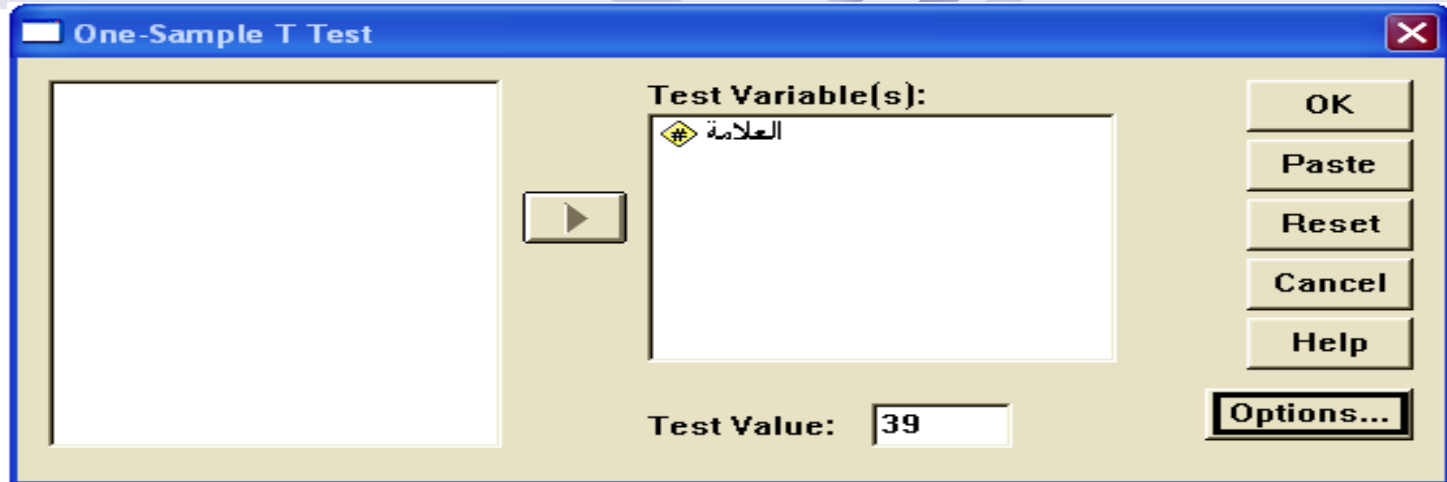 One-Sample T Test
Test Variable(s):
العلامة
OK
Paste
Reset
Cancel
Help
Options...
Test Value: 39